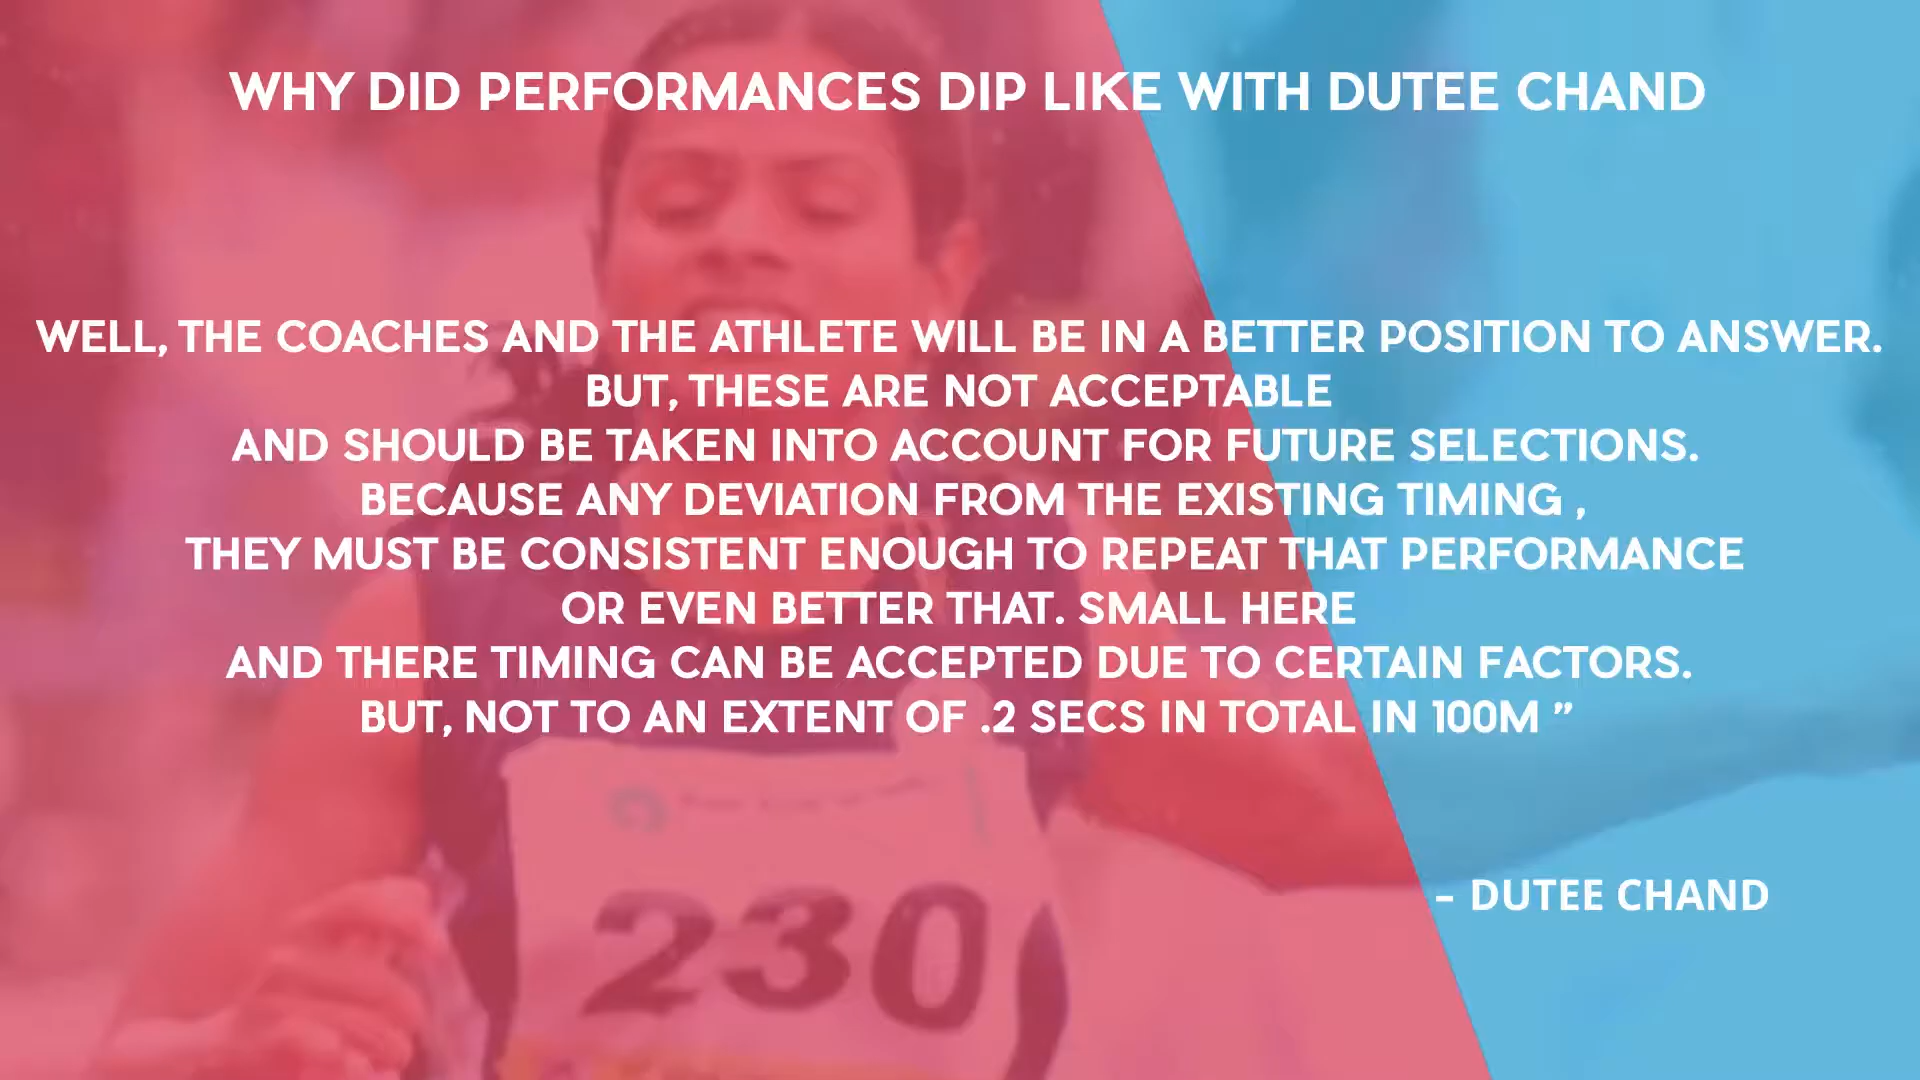 WHY DID PERFORMANCES DIP LIKE WITH DUTEE CHAND
WELL, THE COACHES AND THE ATHLETE WILL BE IN A BETTER POSITION TO ANSWER.
BUT, THESE ARE NOT ACCEPTABLE
AND SHOULD BE TAKEN INTO ACCOUNT FOR FUTURE SELECTIONS.
BECAUSE ANY DEVIATION FROM THE EXISTING TIMING ,
THEY MUST BE CONSISTENT ENOUGH TO REPEAT THAT PERFORMANCE
OR EVEN BETTER THAT. SMALL HERE
AND THERE TIMING CAN BE ACCEPTED DUE TO CERTAIN FACTORS.
BUT, NOT TO AN EXTENT OF .2 SECS IN TOTAL IN 100M ”
– DUTEE CHAND
230